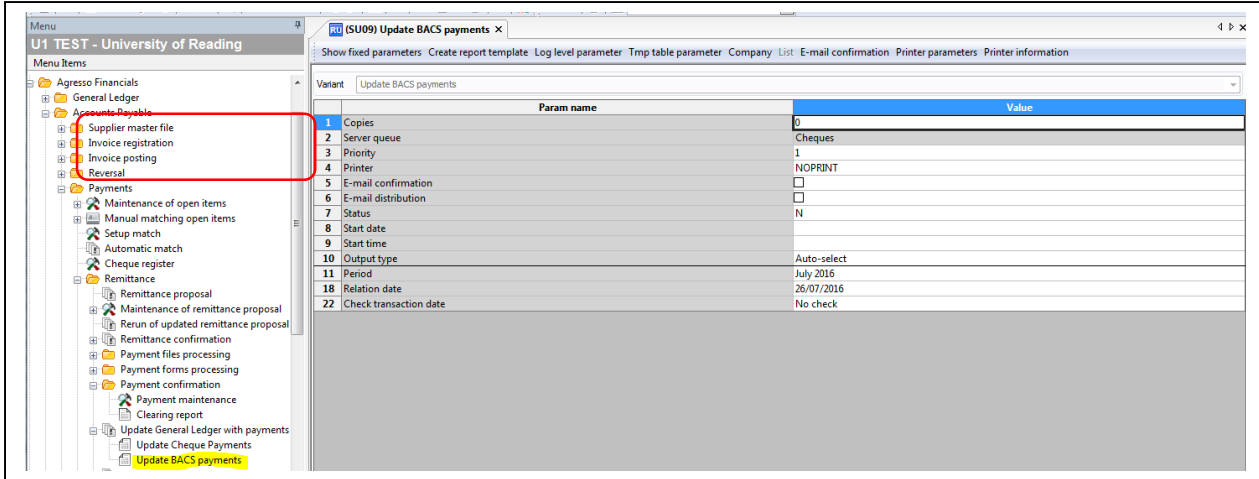 Menu
U1 TEST - University of Reading
Menu Items
Agresso Financials
General Ledger
Accounts Payable
Supplier master file
Invoice registration
Invoice posting
Reversal
Payments
Maintenance of open items
Manual matching open items
Setup match
Automatic match
Cheque register
Remittance
Remittance proposal
Maintenance of remittance proposal
Rerun of updated remittance proposal
Remittance confirmation
Payment files processing
Payment forms processing
Payment confirmation
Payment maintenance
Clearing report
Update General Ledger with payments
Update Cheque Payments
Update BACS payments
RU (SU09) Update BACS payments
Show fixed parameters Create report template Log level parameter Tmp table parameter Company List E-mail confirmation Printer parameters Printer information
Variant Update BACS payments
Param name Value
1 Copies 0
2 Server queue Cheques
3 Priority 1
4 Printer NOPRINT
5 E-mail confirmation
6 E-mail distribution
7 Status N
8 Start date
9 Start time
10 Output type Auto-select
11 Period July 2016
18 Relation date 26/07/2016
22 Check transaction date No check